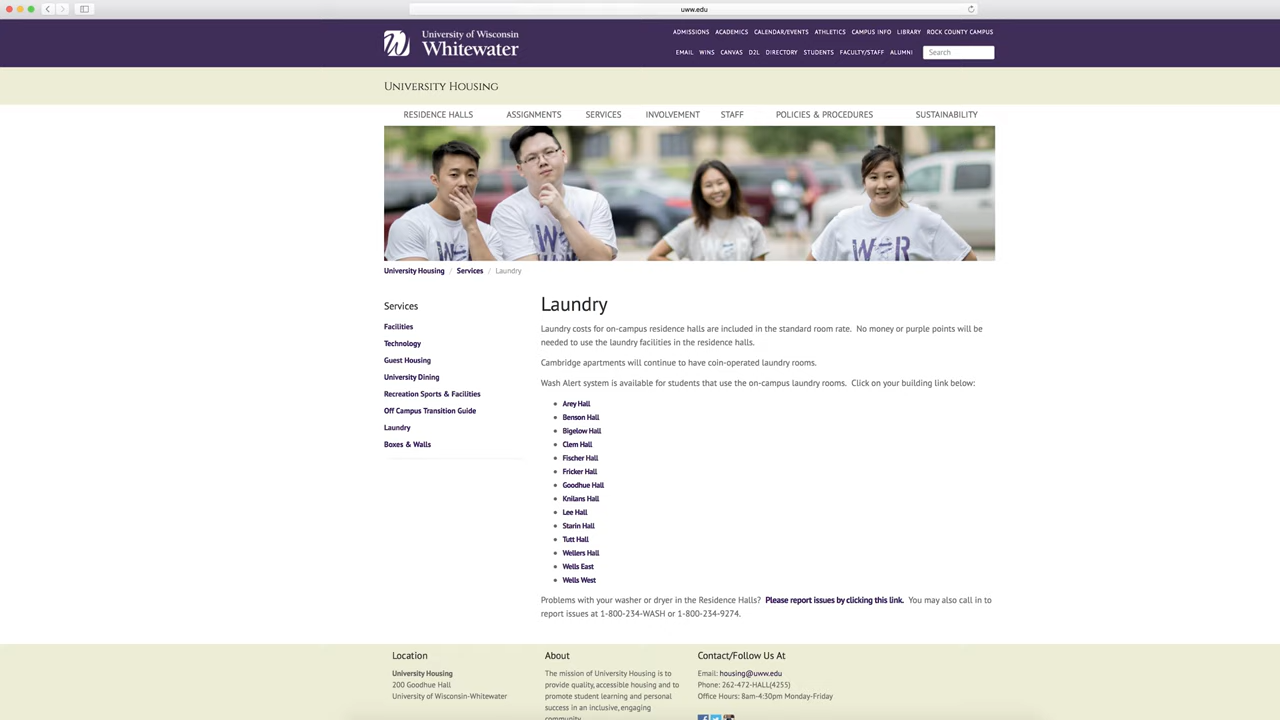 uww.edu
University of Wisconsin
Whitewater
ADMISSIONS ACADEMICS CALENDAR/EVENTS ATHLETICS CAMPUS INFO LIBRARY ROCK COUNTY CAMPUS
EMAIL WINS CANVAS D2L DIRECTORY STUDENTS FACULTY/STAFF ALUMNI Search
University Housing
RESIDENCE HALLS ASSIGNMENTS SERVICES INVOLVEMENT STAFF POLICIES & PROCEDURES SUSTAINABILITY
University Housing / Services / Laundry
Services
Facilities
Technology
Guest Housing
University Dining
Recreation Sports & Facilities
Off Campus Transition Guide
Laundry
Boxes & Walls
Laundry
Laundry costs for on-campus residence halls are included in the standard room rate. No money or purple points will be
needed to use the laundry facilities in the residence halls.
Cambridge apartments will continue to have coin-operated laundry rooms.
Wash Alert system is available for students that use the on-campus laundry rooms. Click on your building link below:
Arey Hall
Benson Hall
Bigelow Hall
Clem Hall
Fischer Hall
Fricker Hall
Goodhue Hall
Knilans Hall
Lee Hall
Starin Hall
Tutt Hall
Wellers Hall
Wells East
Wells West
Problems with your washer or dryer in the Residence Halls? Please report issues by clicking this link. You may also call in to
report issues at 1-800-234-WASH or 1-800-234-9274.
Location
University Housing
200 Goodhue Hall
University of Wisconsin-Whitewater
About
The mission of University Housing is to
provide quality, accessible housing and to
promote student learning and personal
success in an inclusive, engaging
community.
Contact/Follow Us At
Email: housing@uww.edu
Phone: 262-472-HALL(4255)
Office Hours: 8am-4:30pm Monday-Friday